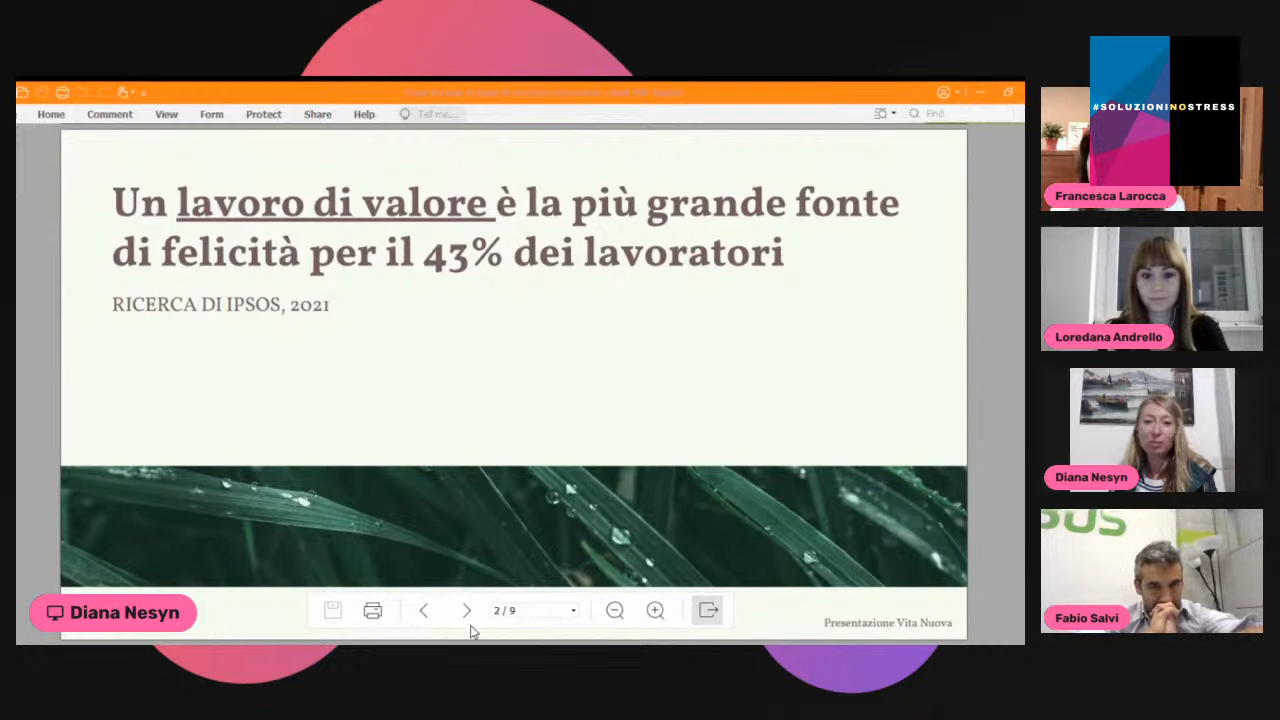 Home Comment View Form Protect Share Help Tell me... Find
Un lavoro di valore è la più grande fonte
di felicità per il 43% dei lavoratori
RICERCA DI IPSOS, 2021
2 / 9
Presentazione Vita Nuova
Diana Nesyn
#SOLUZIONINOSTRESS
Francesca Larocca
Loredana Andrello
Diana Nesyn
Fabio Salvi